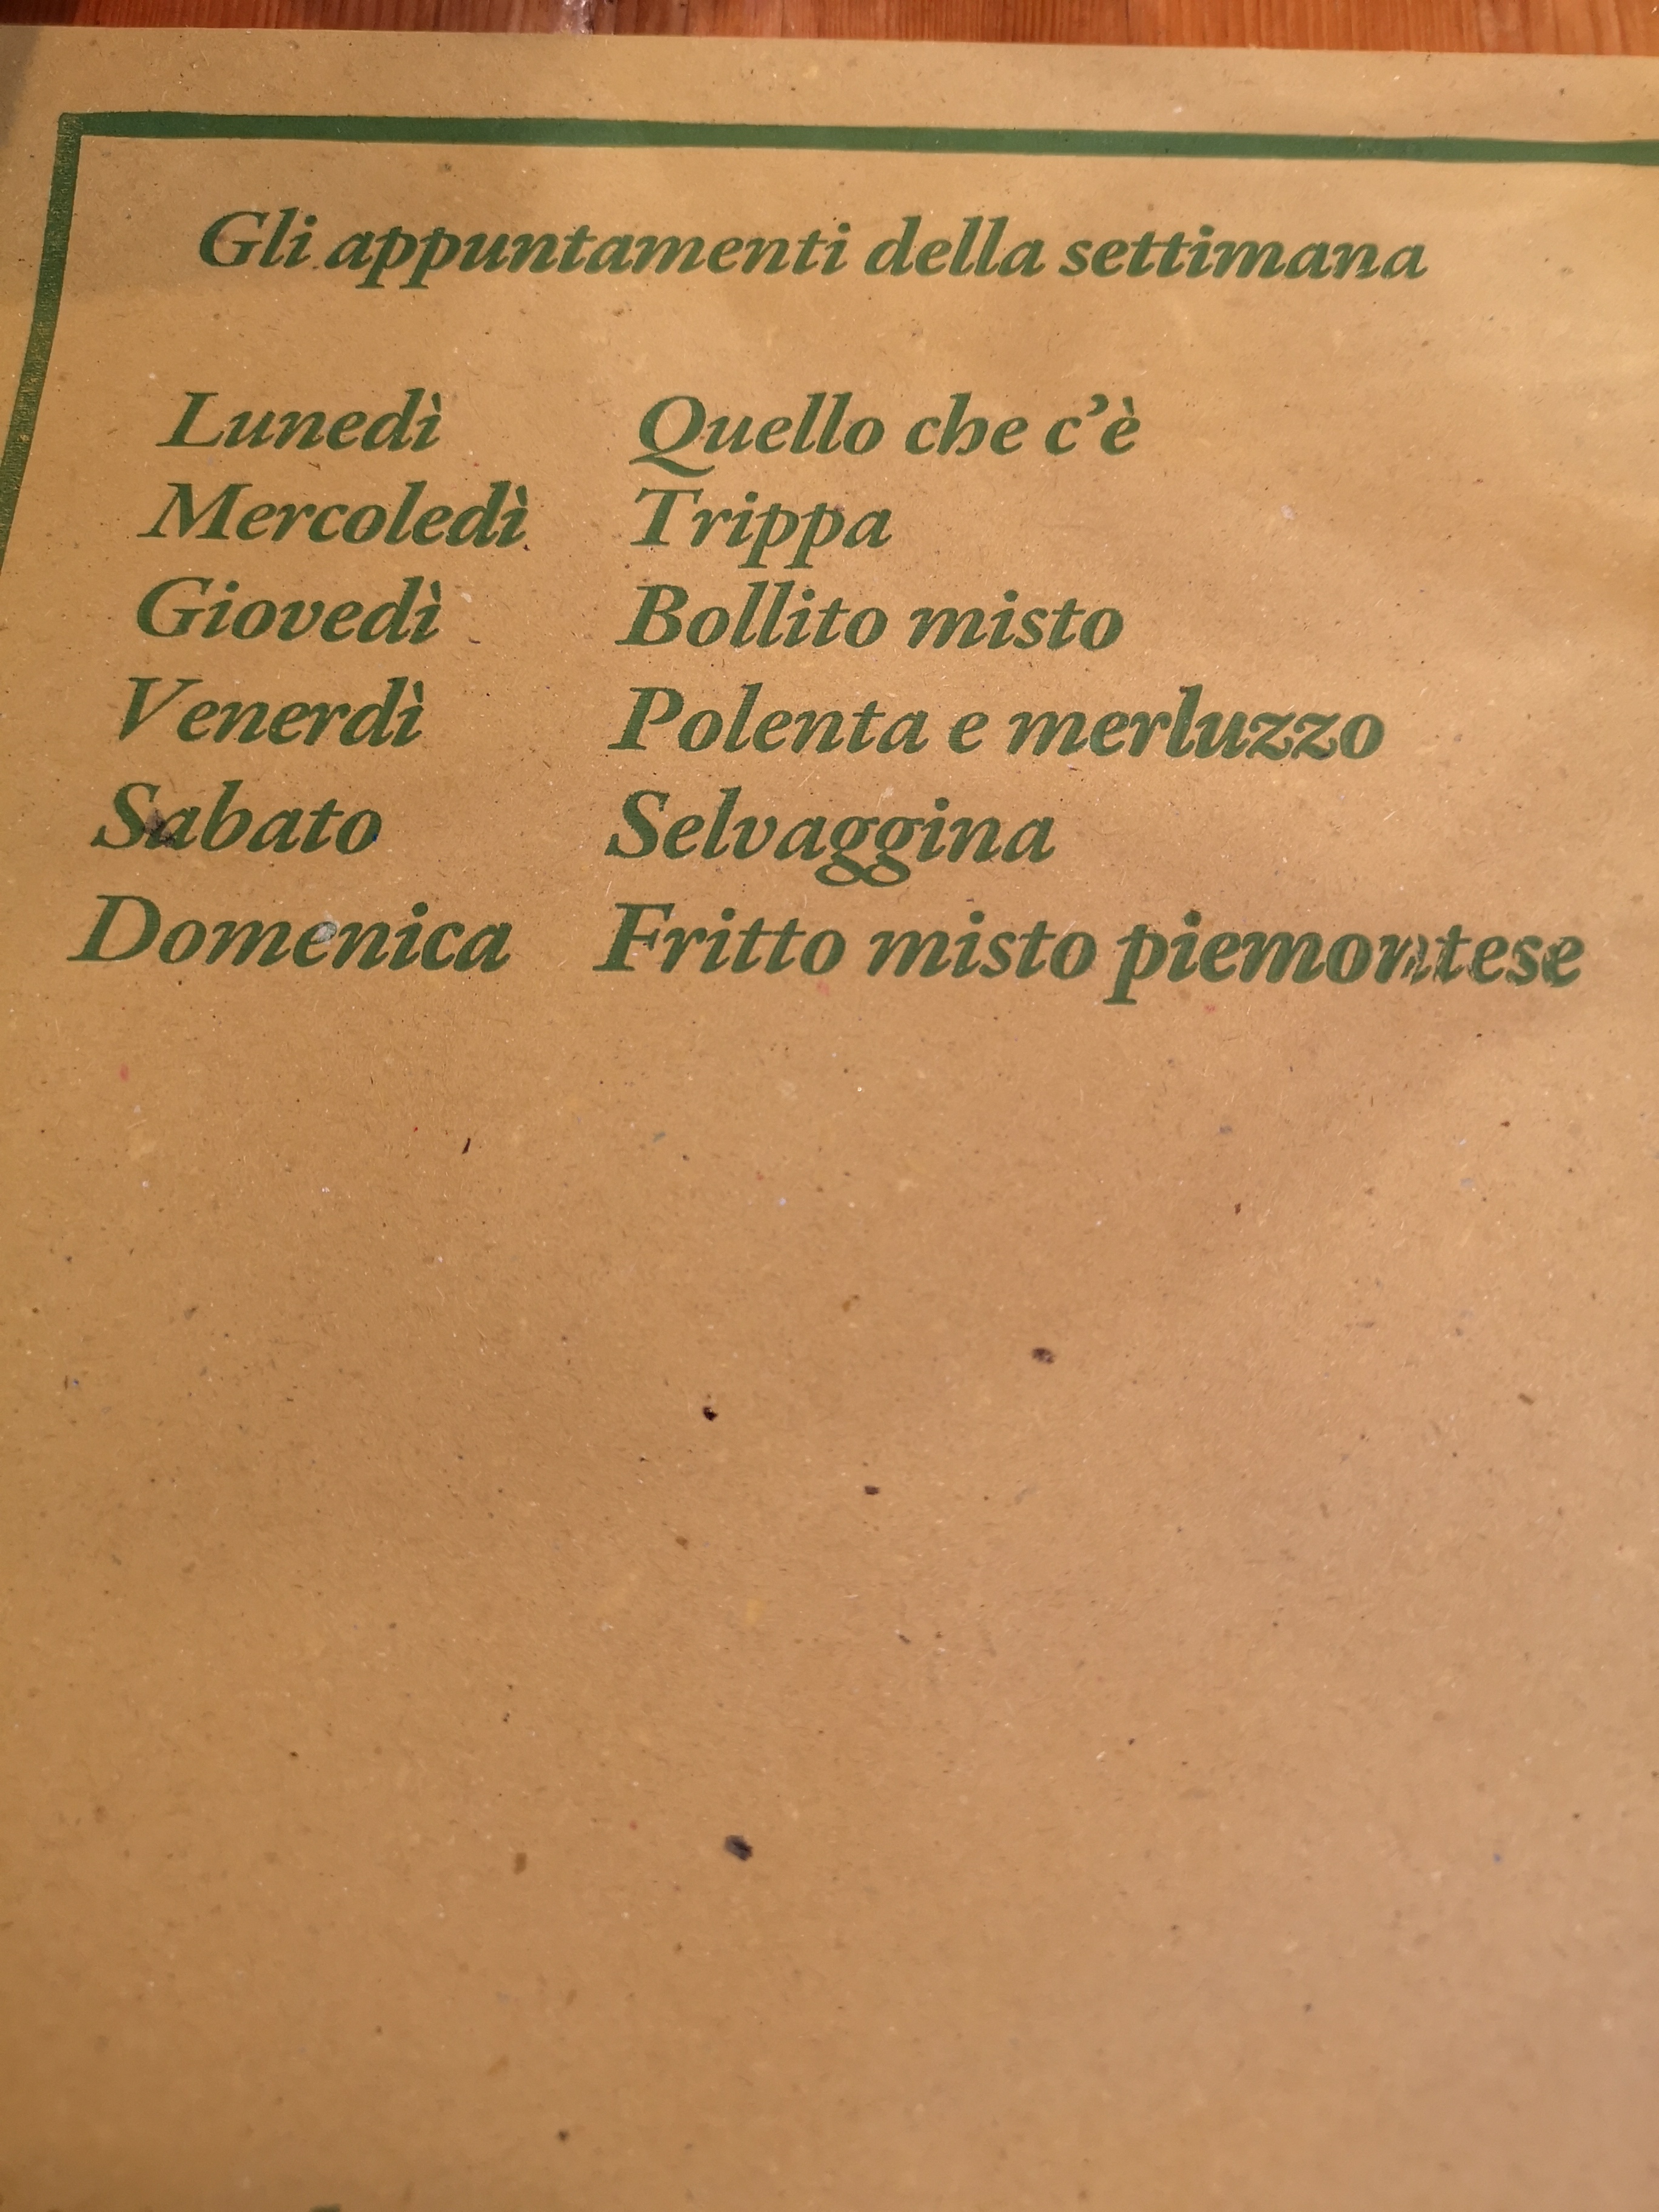 Gli appuntamenti della settimana
Lunedì Quello che c'è
Mercoledì Trippa
Giovedì Bollito misto
Venerdì Polenta e merluzzo
Sabato Selvaggina
Domenica Fritto misto piemontese